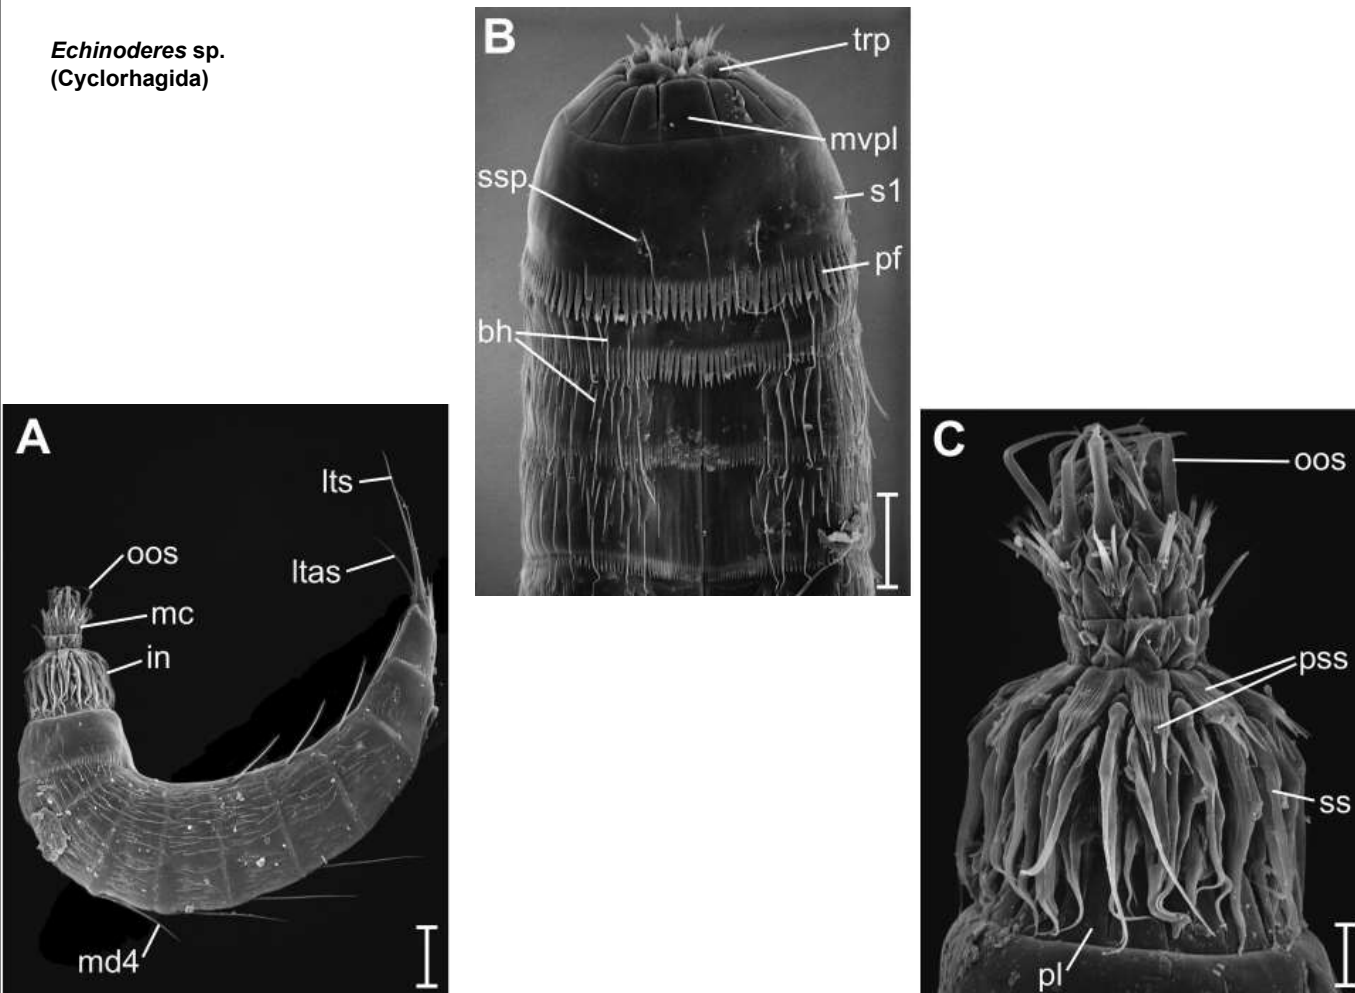 Echinoderes sp.
(Cyclorhagida)
B
trp
mvpl
s1
ssp
pf
bh
A
lts
ltas
oos
mc
in
md4
C
oos
pss
ss
pl